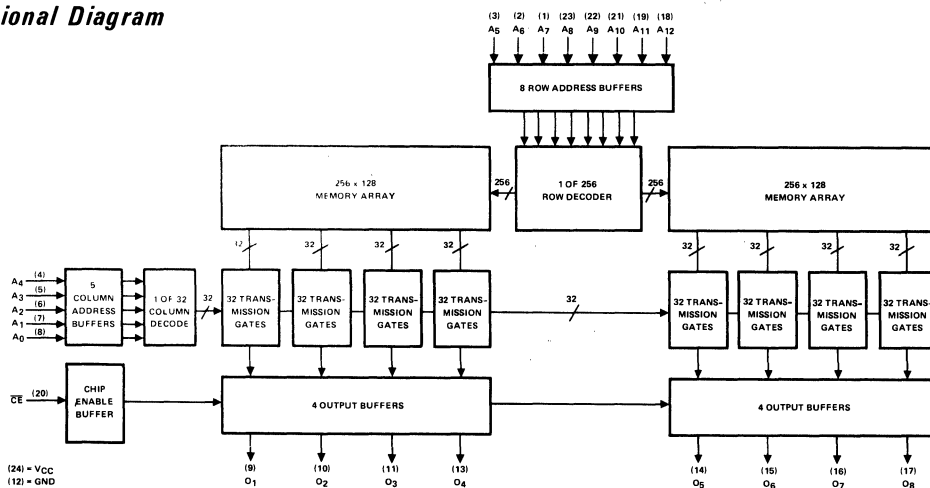 ional Diagram
(3) (2) (1) (23) (22) (21) (19) (18)
A5 A6 A7 A8 A9 A10 A11 A12
8 ROW ADDRESS BUFFERS
256 x 128
MEMORY ARRAY
256
1 OF 256
ROW DECODER
256
256 x 128
MEMORY ARRAY
32 32 32 32
32 32 32 32
A4 (4)
A3 (5)
A2 (6)
A1 (7)
A0 (8)
5
COLUMN
ADDRESS
BUFFERS
1 OF 32
COLUMN
DECODE
32
32 TRANS-
MISSION
GATES
32 TRANS-
MISSION
GATES
32 TRANS-
MISSION
GATES
32 TRANS-
MISSION
GATES
32
32 TRANS-
MISSION
GATES
32 TRANS-
MISSION
GATES
32 TRANS-
MISSION
GATES
32 TRANS-
MISSION
GATES
CE (20)
CHIP
ENABLE
BUFFER
4 OUTPUT BUFFERS
4 OUTPUT BUFFERS
(24) = VCC
(12) = GND
(9) (10) (11) (13)
O1 O2 O3 O4
(14) (15) (16) (17)
O5 O6 O7 O8